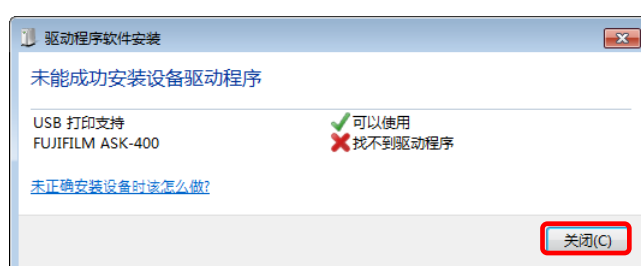 驱动程序软件安装
未能成功安装设备驱动程序
USB 打印支持 可以使用
FUJIFILM ASK-400 找不到驱动程序
未正确安装设备时该怎么做?
关闭(C)